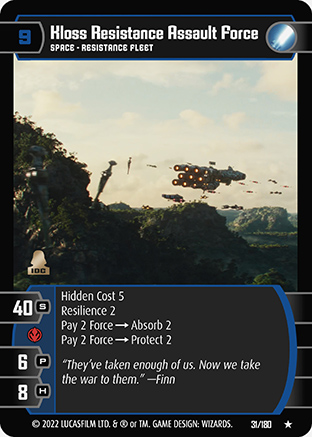 9
Kloss Resistance Assault Force
SPACE - RESISTANCE FLEET
IDC
40 S
Hidden Cost 5
Resilience 2
Pay 2 Force → Absorb 2
Pay 2 Force → Protect 2
6 P
"They've taken enough of us. Now we take
the war to them." —Finn
8 H
© 2022 LUCASFILM LTD. & ® or TM. GAME DESIGN: WIZARDS.
31/180